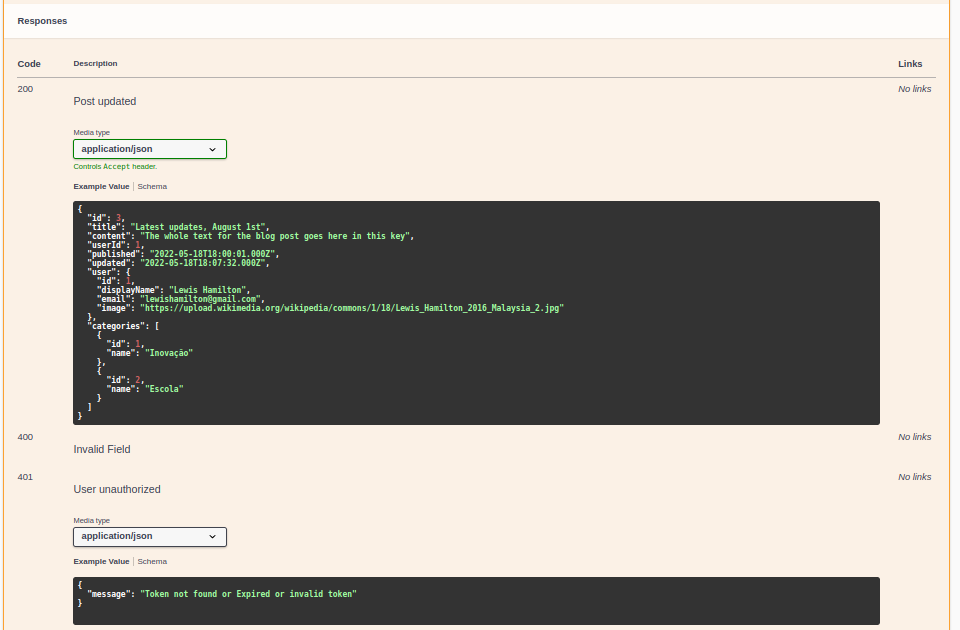 Responses
Code Description Links
200 No links
Post updated
Media type
application/json
Controls Accept header.
Example Value Schema
{
  "id": 3,
  "title": "Latest updates, August 1st",
  "content": "The whole text for the blog post goes here in this key",
  "userId": 1,
  "published": "2022-05-18T18:00:01.000Z",
  "updated": "2022-05-18T18:07:32.000Z",
  "user": {
    "id": 1,
    "displayName": "Lewis Hamilton",
    "email": "lewishamilton@gmail.com",
    "image": "https://upload.wikimedia.org/wikipedia/commons/1/18/Lewis_Hamilton_2016_Malaysia_2.jpg"
  },
  "categories": [
    {
      "id": 1,
      "name": "Inovação"
    },
    {
      "id": 2,
      "name": "Escola"
    }
  ]
}
400 No links
Invalid Field
401 No links
User unauthorized
Media type
application/json
Example Value Schema
{
  "message": "Token not found or Expired or invalid token"
}